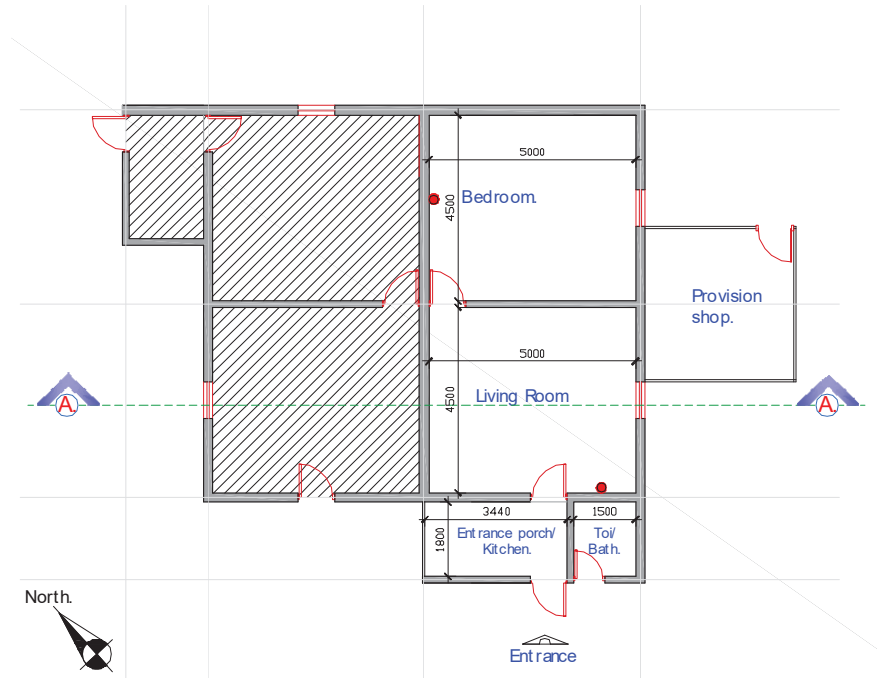 5000
Bedroom.
4500
Provision
shop.
5000
4500
Living Room
A.
A.
3440
1500
1800
Entrance porch/
Kitchen.
Toi/
Bath.
North.
Entrance